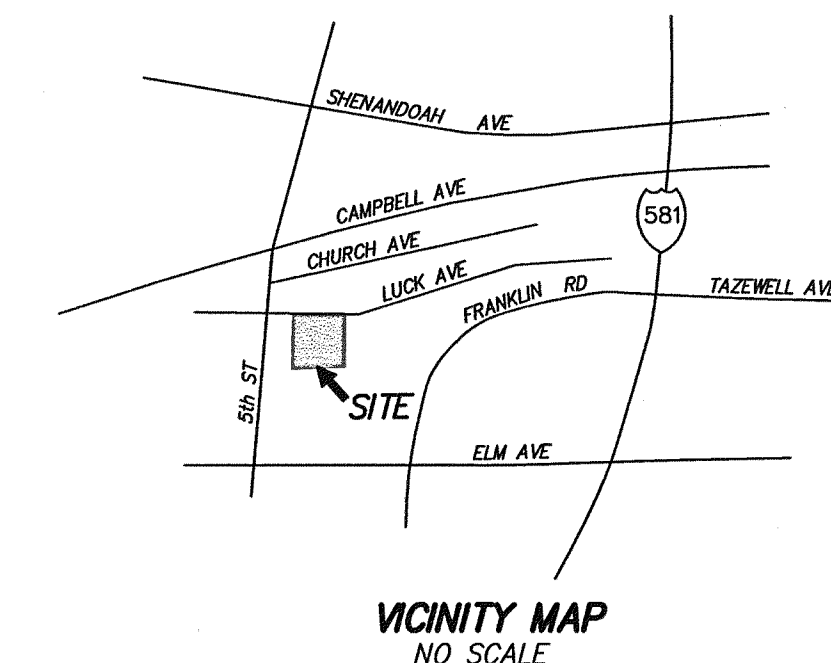 SHENANDOAH AVE
CAMPBELL AVE
581
CHURCH AVE
LUCK AVE
FRANKLIN RD
TAZEWELL AVE
5th ST
SITE
ELM AVE
VICINITY MAP
NO SCALE